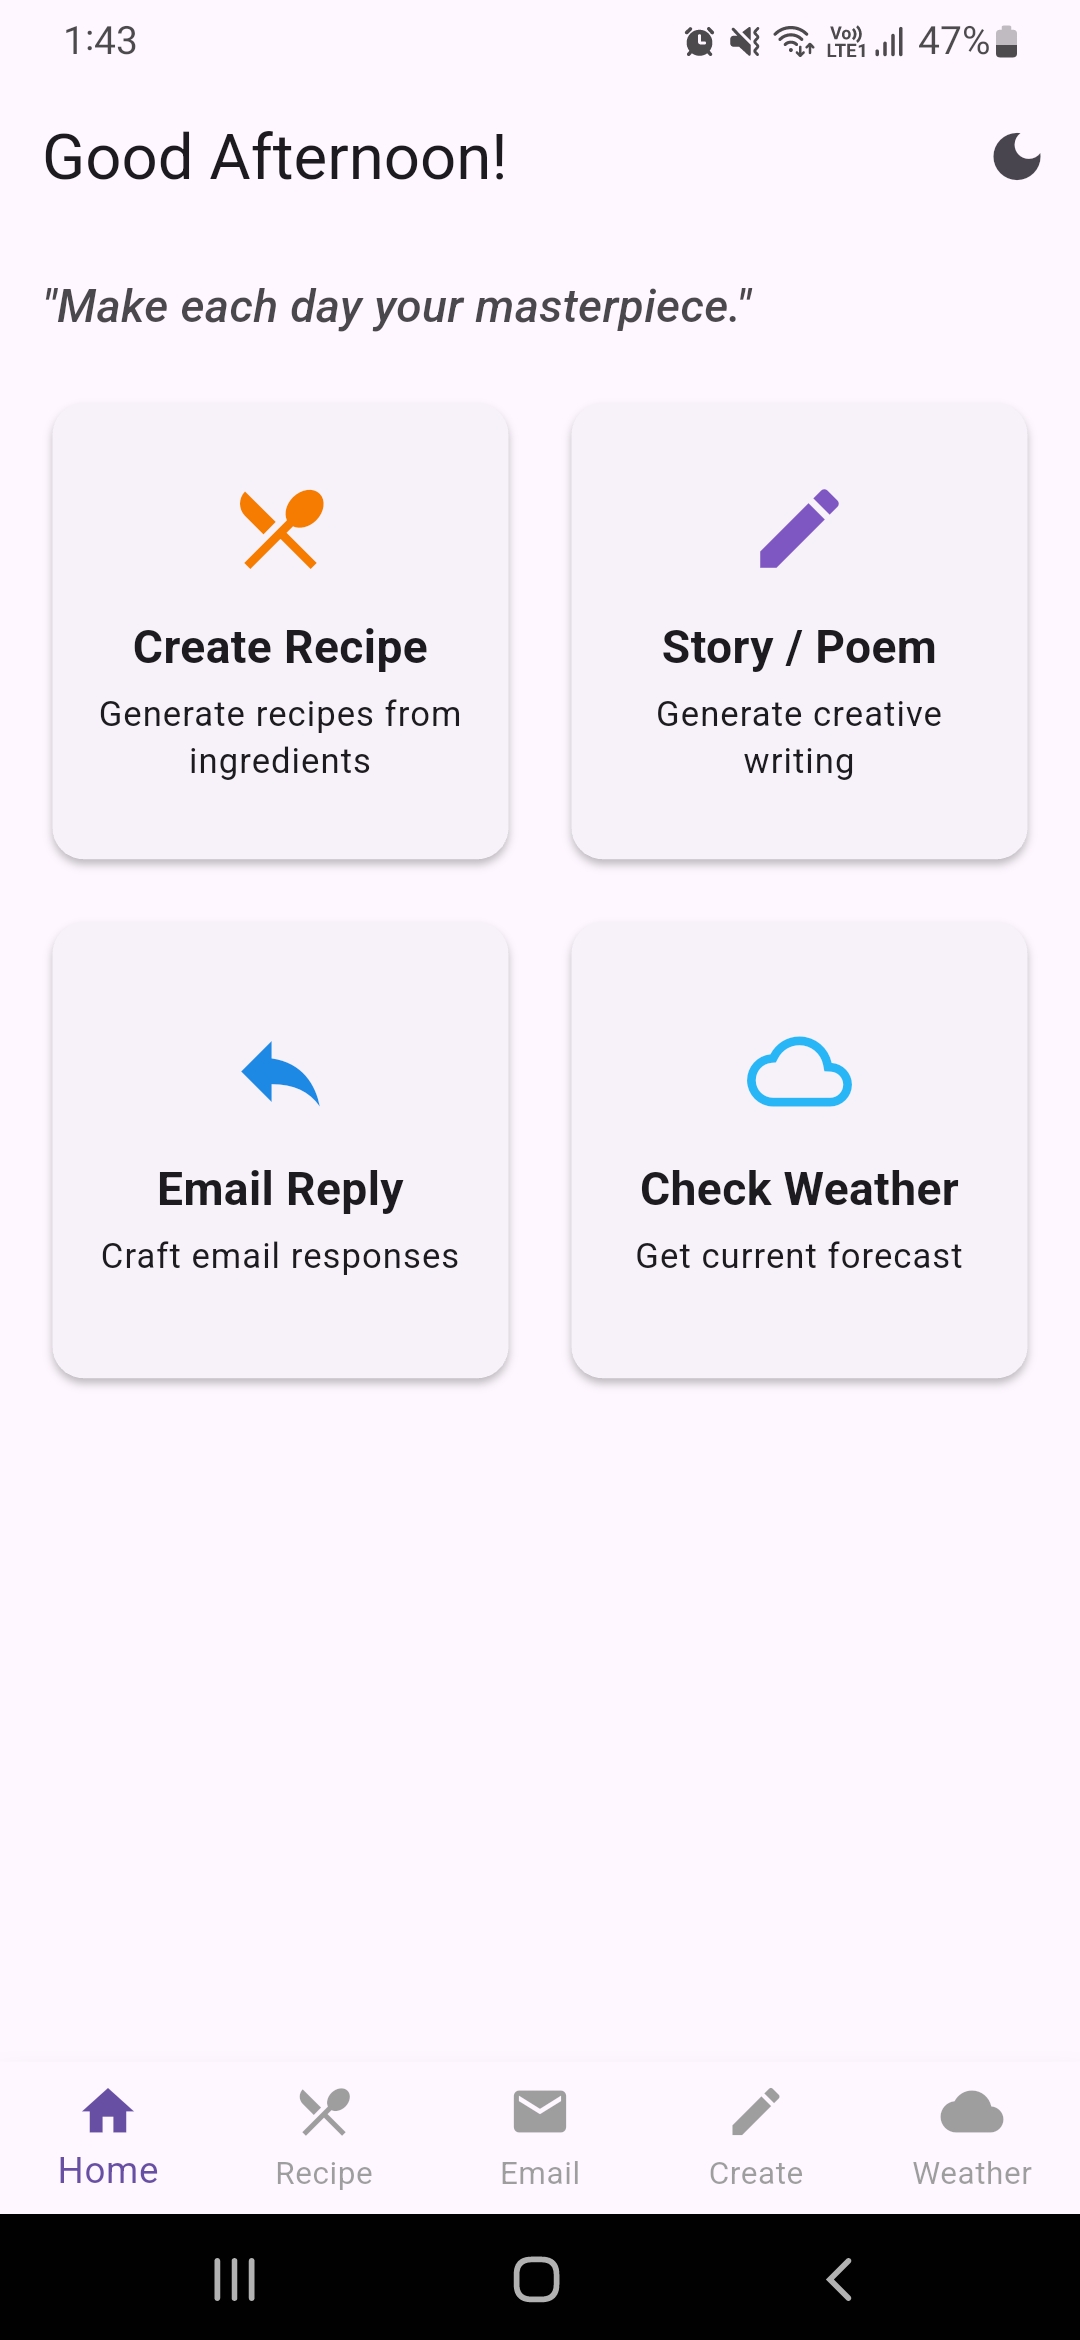 1:43
Vo))
LTE1
47%
Good Afternoon!
"Make each day your masterpiece."
Create Recipe
Generate recipes from
ingredients
Story / Poem
Generate creative
writing
Email Reply
Craft email responses
Check Weather
Get current forecast
Home
Recipe
Email
Create
Weather